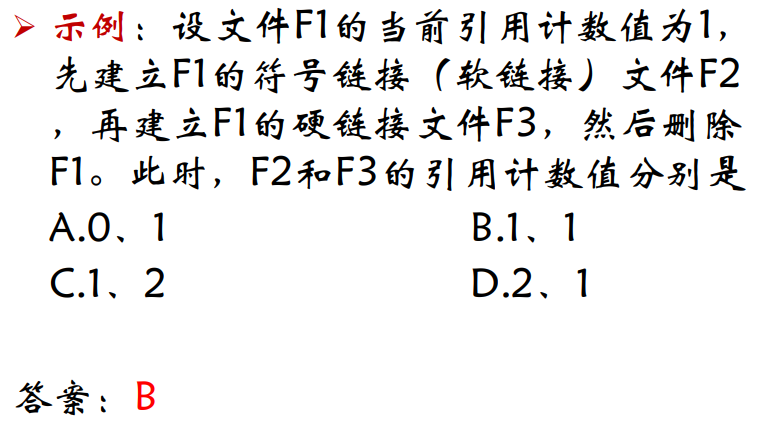 ➢ 示例：设文件F1的当前引用计数值为1，
先建立F1的符号链接（软链接）文件F2
，再建立F1的硬链接文件F3，然后删除
F1。此时，F2和F3的引用计数值分别是
A.0、1 B.1、1
C.1、2 D.2、1
答案：B